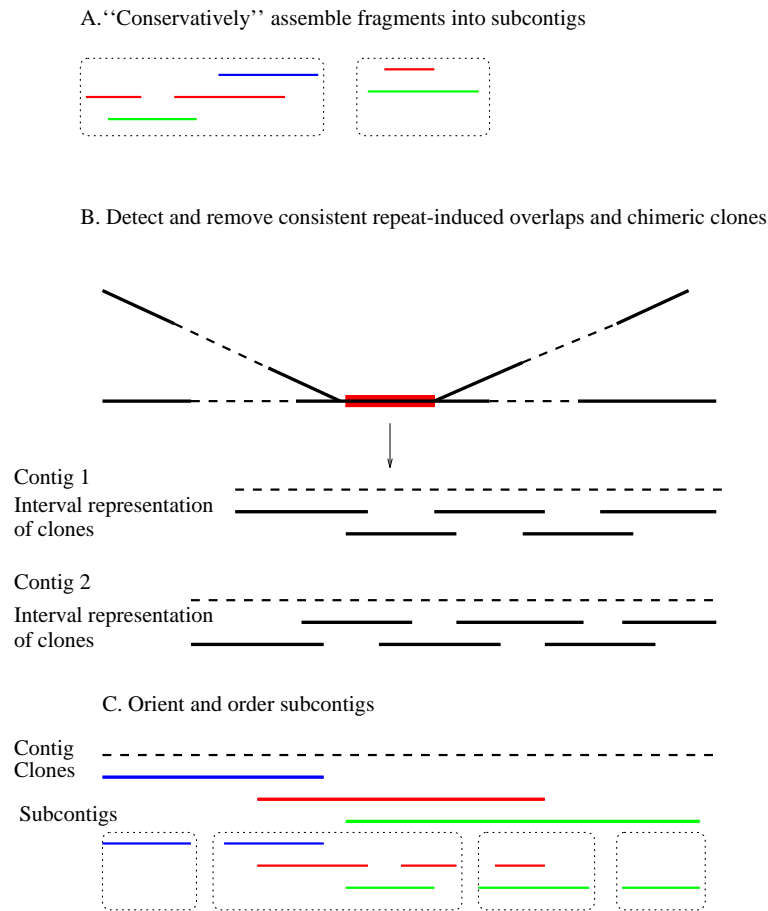 A.‘‘Conservatively’’ assemble fragments into subcontigs
B. Detect and remove consistent repeat-induced overlaps and chimeric clones
Contig 1
Interval representation
of clones
Contig 2
Interval representation
of clones
C. Orient and order subcontigs
Contig
Clones
Subcontigs